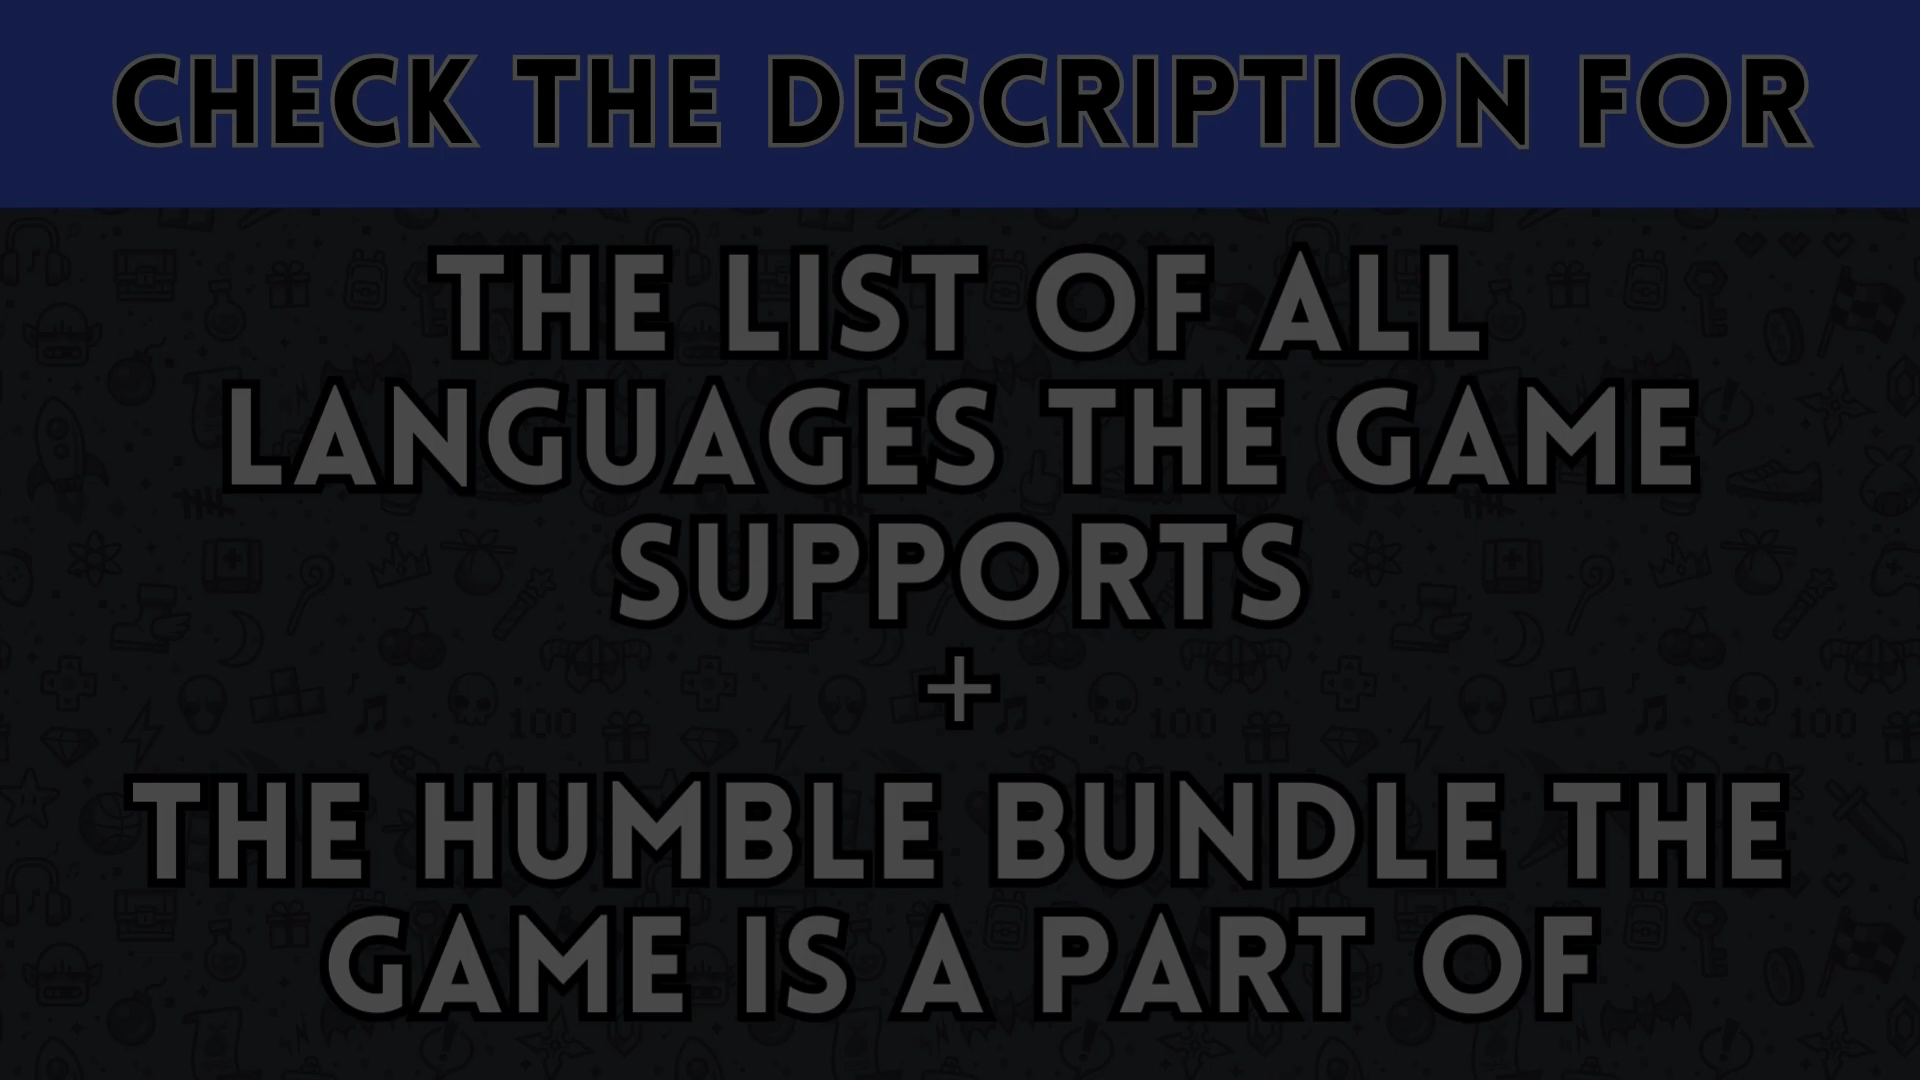 CHECK THE DESCRIPTION FOR
THE LIST OF ALL
LANGUAGES THE GAME
SUPPORTS
+
THE HUMBLE BUNDLE THE
GAME IS A PART OF